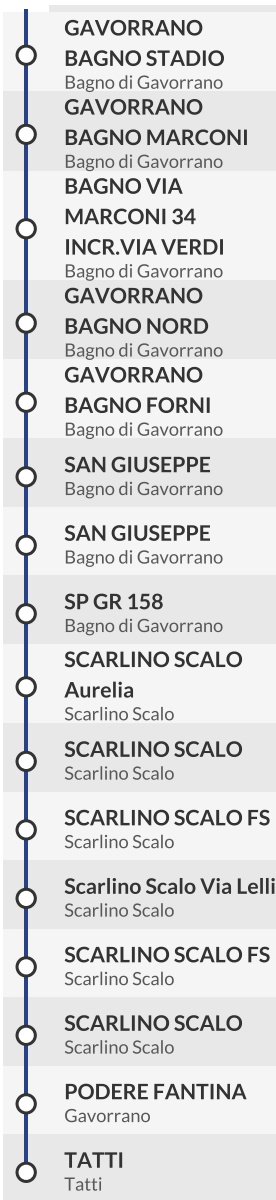 GAVORRANO
BAGNO STADIO
Bagno di Gavorrano
GAVORRANO
BAGNO MARCONI
Bagno di Gavorrano
BAGNO VIA
MARCONI 34
INCR.VIA VERDI
Bagno di Gavorrano
GAVORRANO
BAGNO NORD
Bagno di Gavorrano
GAVORRANO
BAGNO FORNI
Bagno di Gavorrano
SAN GIUSEPPE
Bagno di Gavorrano
SAN GIUSEPPE
Bagno di Gavorrano
SP GR 158
Bagno di Gavorrano
SCARLINO SCALO
Aurelia
Scarlino Scalo
SCARLINO SCALO
Scarlino Scalo
SCARLINO SCALO FS
Scarlino Scalo
Scarlino Scalo Via Lelli
Scarlino Scalo
SCARLINO SCALO FS
Scarlino Scalo
SCARLINO SCALO
Scarlino Scalo
PODERE FANTINA
Gavorrano
TATTI
Tatti